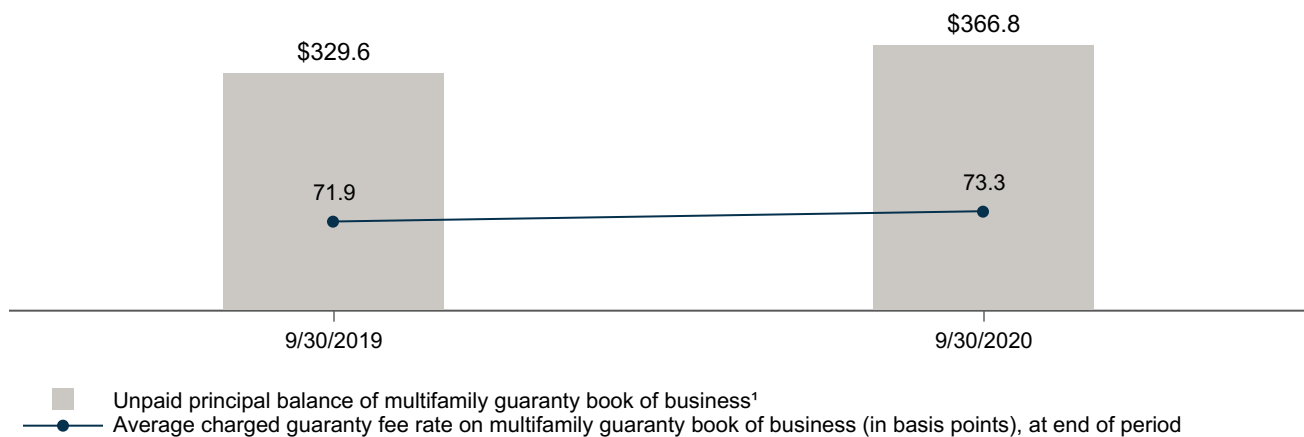 $366.8
$329.6
73.3
71.9
9/30/2019 9/30/2020
Unpaid principal balance of multifamily guaranty book of business¹
Average charged guaranty fee rate on multifamily guaranty book of business (in basis points), at end of period